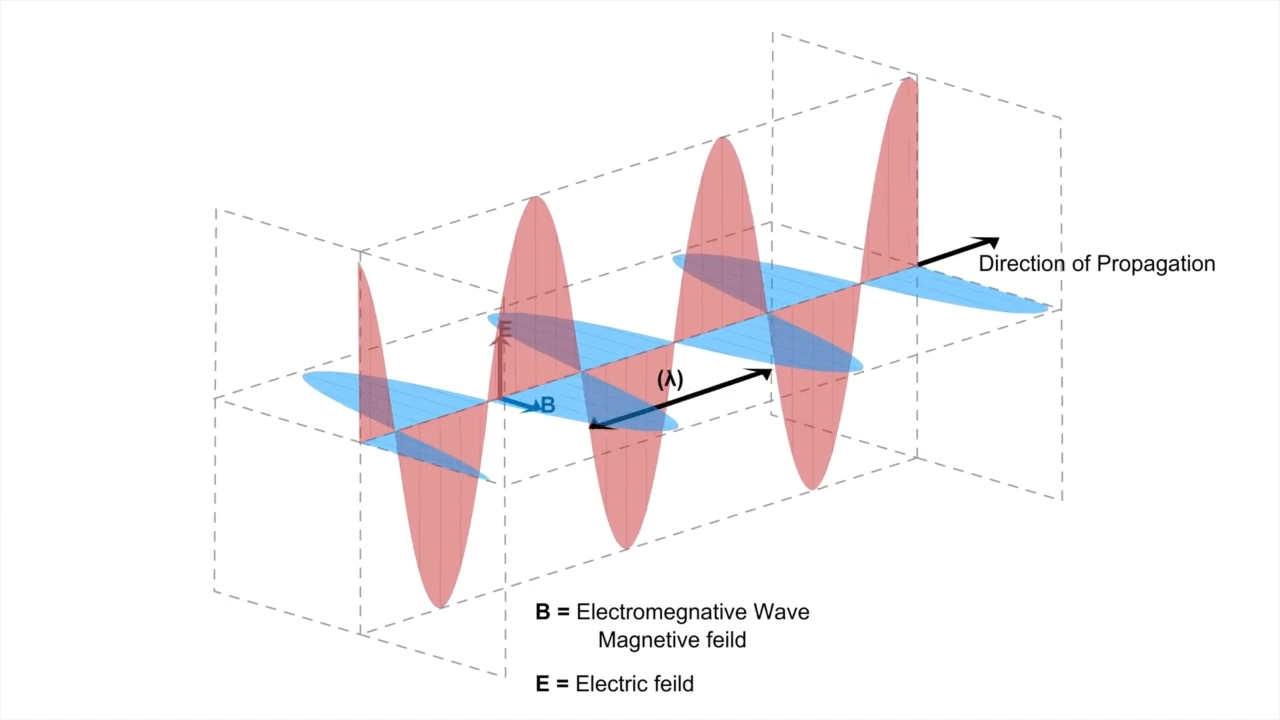 E
B
(λ)
Direction of Propagation
B = Electromegnative Wave
Magnetive feild
E = Electric feild